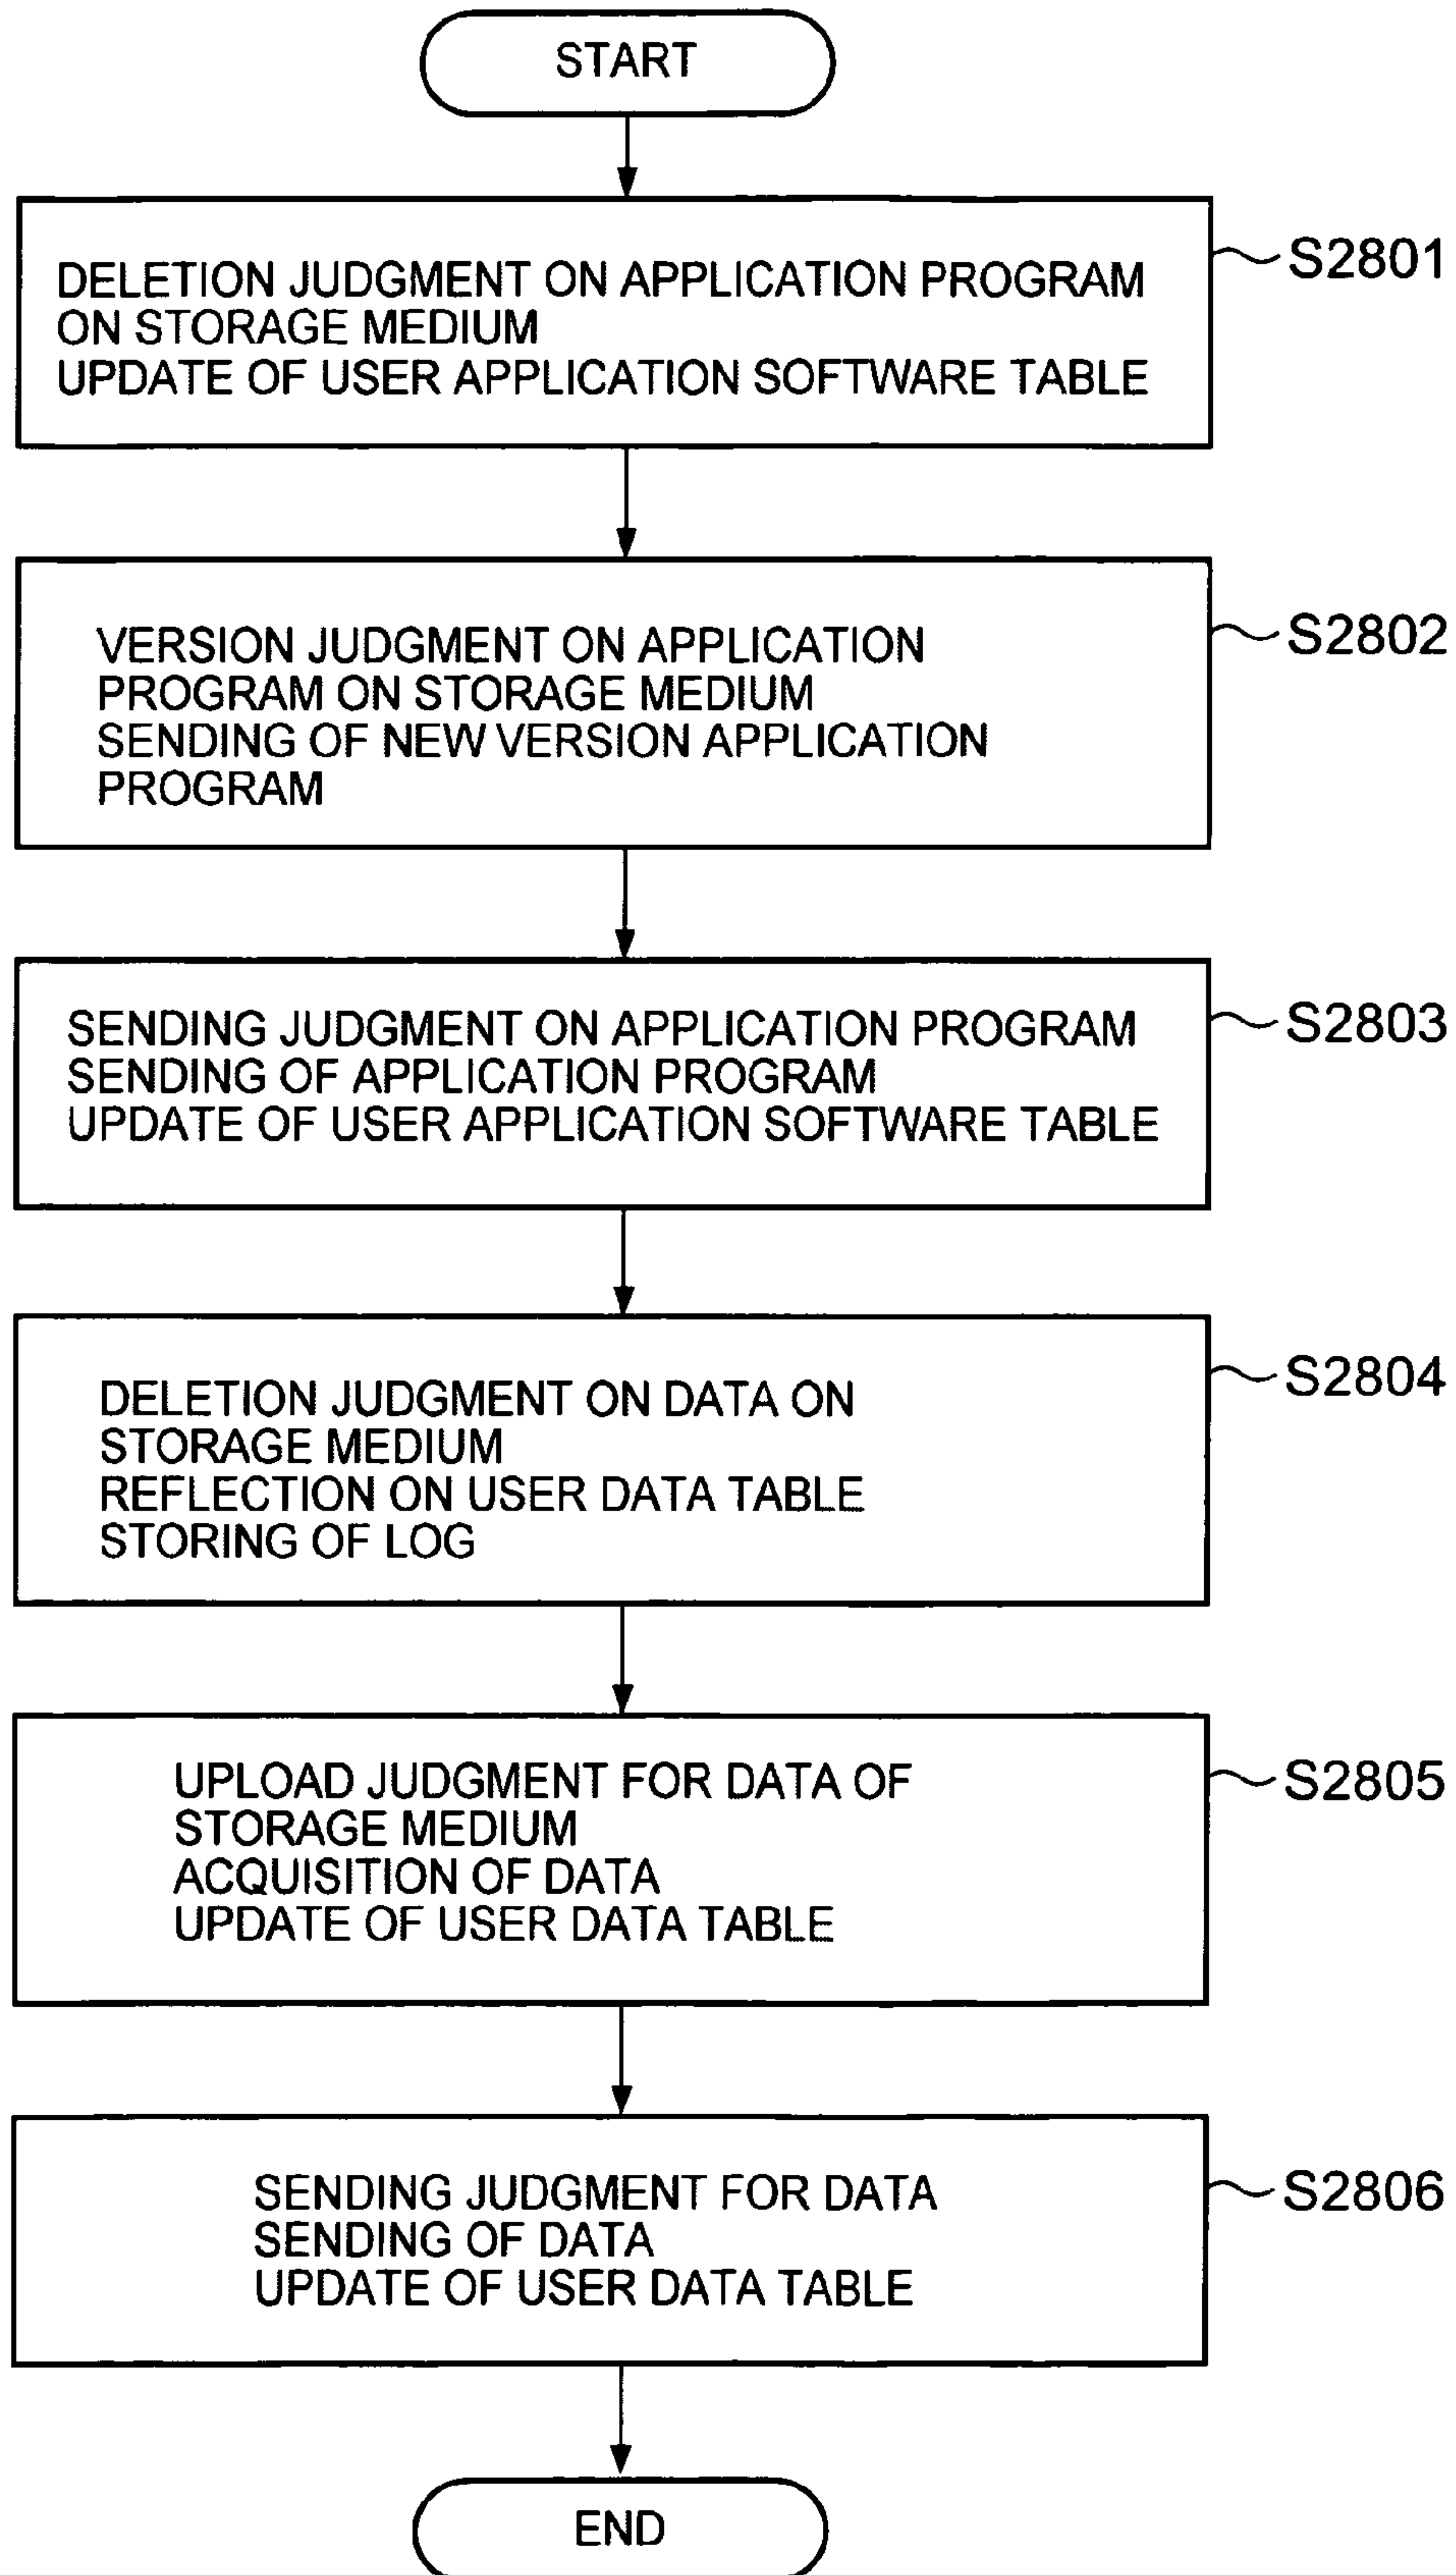 START
DELETION JUDGMENT ON APPLICATION PROGRAM
ON STORAGE MEDIUM
UPDATE OF USER APPLICATION SOFTWARE TABLE
S2801
VERSION JUDGMENT ON APPLICATION
PROGRAM ON STORAGE MEDIUM
SENDING OF NEW VERSION APPLICATION
PROGRAM
S2802
SENDING JUDGMENT ON APPLICATION PROGRAM
SENDING OF APPLICATION PROGRAM
UPDATE OF USER APPLICATION SOFTWARE TABLE
S2803
DELETION JUDGMENT ON DATA ON
STORAGE MEDIUM
REFLECTION ON USER DATA TABLE
STORING OF LOG
S2804
UPLOAD JUDGMENT FOR DATA OF
STORAGE MEDIUM
ACQUISITION OF DATA
UPDATE OF USER DATA TABLE
S2805
SENDING JUDGMENT FOR DATA
SENDING OF DATA
UPDATE OF USER DATA TABLE
S2806
END